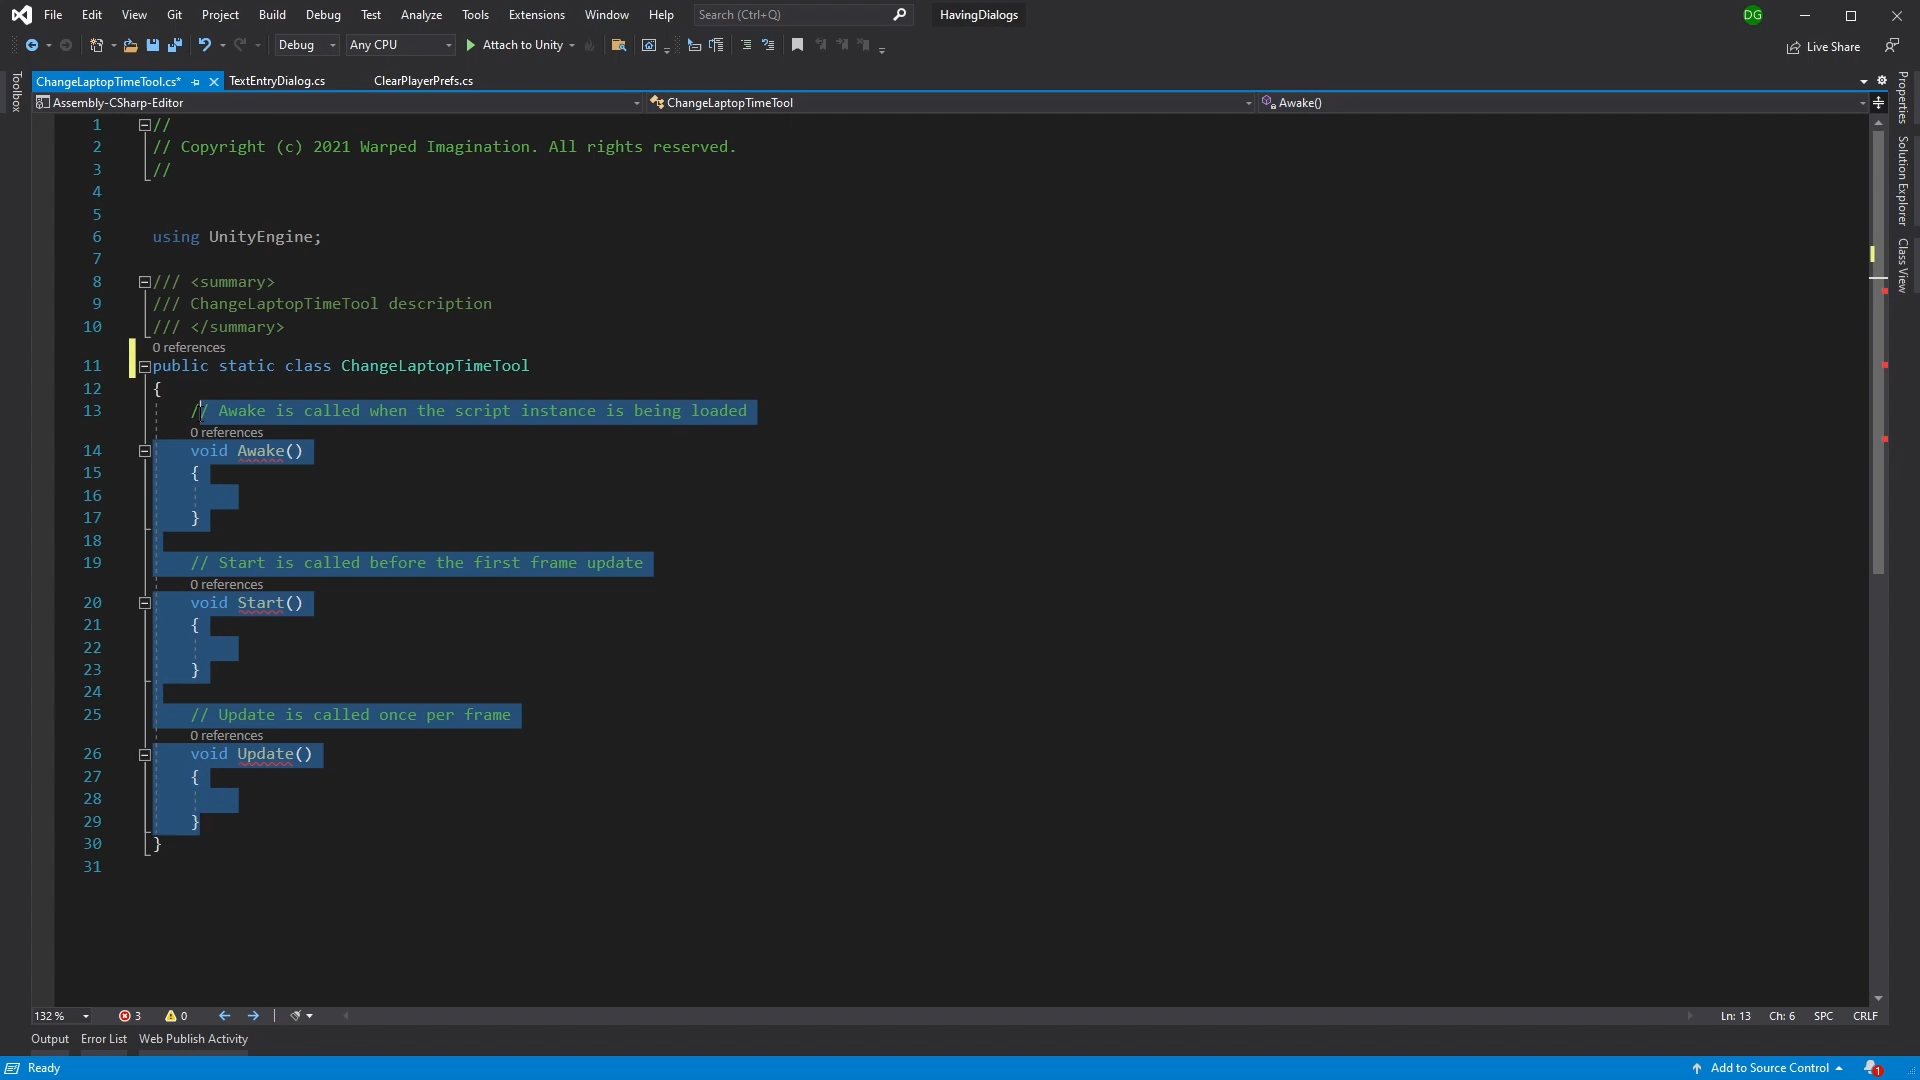 File Edit View Git Project Build Debug Test Analyze Tools Extensions Window Help Search (Ctrl+Q) HavingDialogs DG
Debug Any CPU Attach to Unity Live Share
ChangeLaptopTimeTool.cs* TextEntryDialog.cs ClearPlayerPrefs.cs
Assembly-CSharp-Editor ChangeLaptopTimeTool Awake()
Toolbox
Properties
Solution Explorer
Class View
1 //
2 // Copyright (c) 2021 Warped Imagination. All rights reserved.
3 //
4
5
6 using UnityEngine;
7
8 /// <summary>
9 /// ChangeLaptopTimeTool description
10 /// </summary>
0 references
11 public static class ChangeLaptopTimeTool
12 {
13 // Awake is called when the script instance is being loaded
0 references
14 void Awake()
15 {
16
17 }
18
19 // Start is called before the first frame update
0 references
20 void Start()
21 {
22
23 }
24
25 // Update is called once per frame
0 references
26 void Update()
27 {
28
29 }
30 }
31
132 % 3 0 Ln: 13 Ch: 6 SPC CRLF
Output Error List Web Publish Activity
Ready Add to Source Control 1